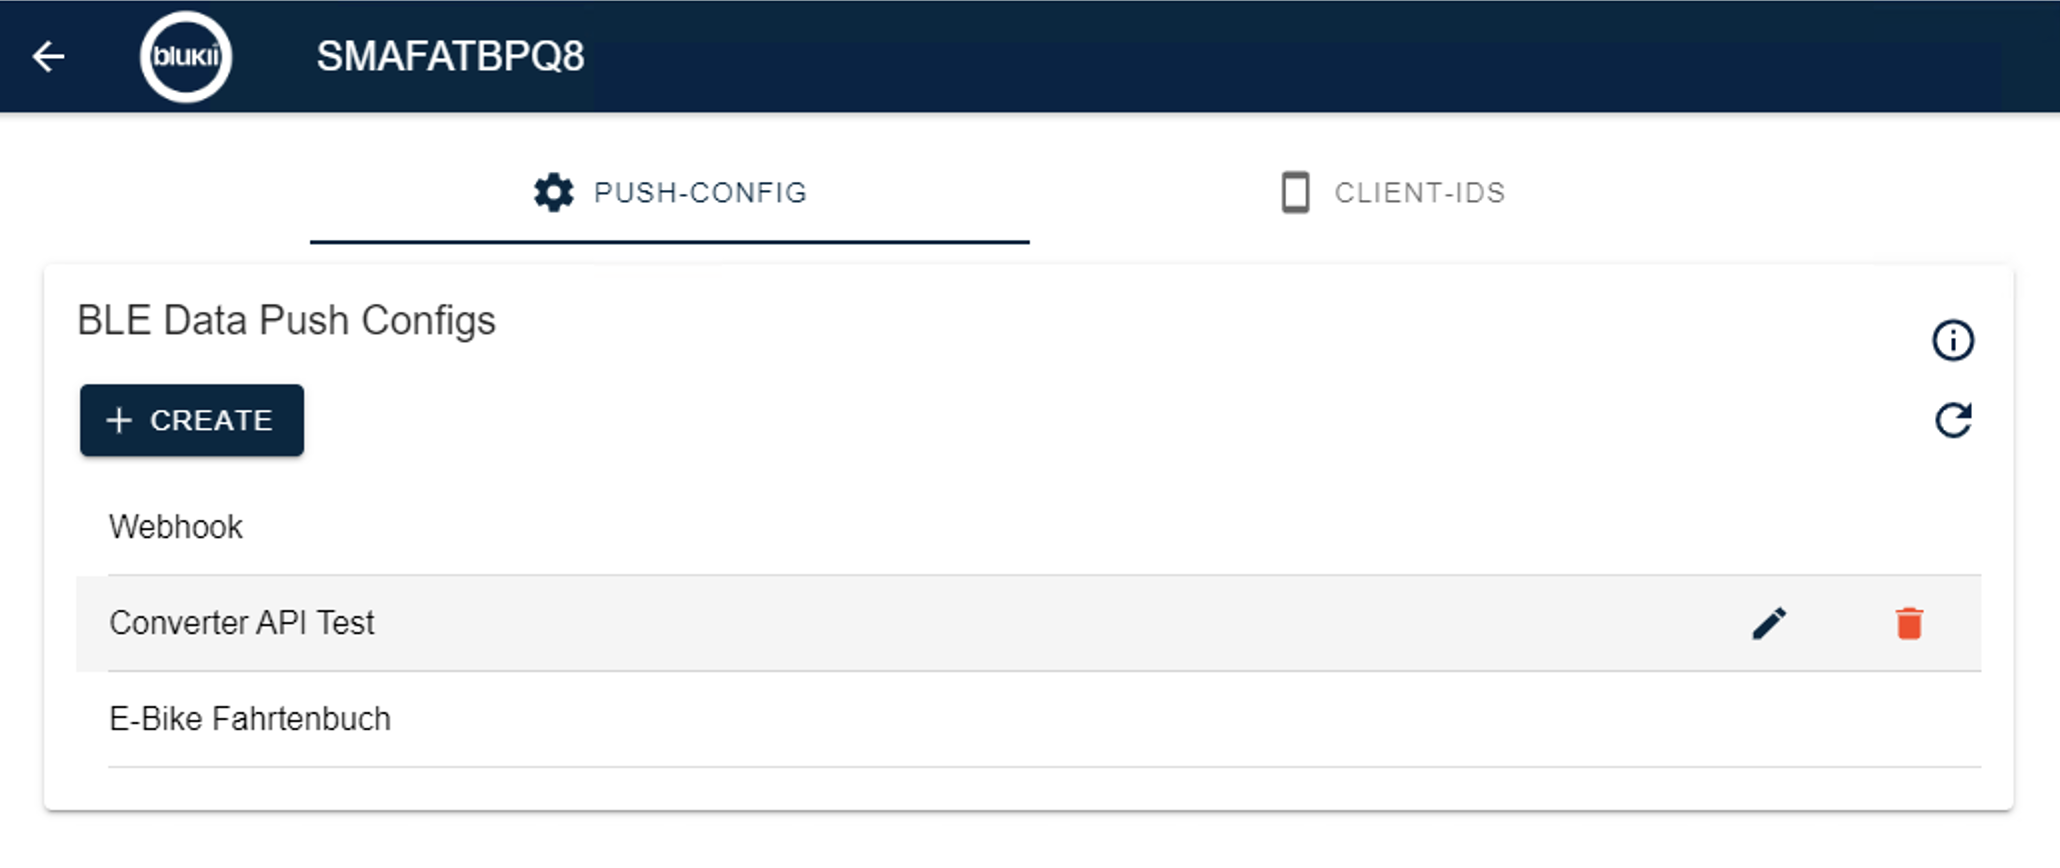 blukii SMAFATBPQ8
PUSH-CONFIG CLIENT-IDS
BLE Data Push Configs
+ CREATE
Webhook
Converter API Test
E-Bike Fahrtenbuch